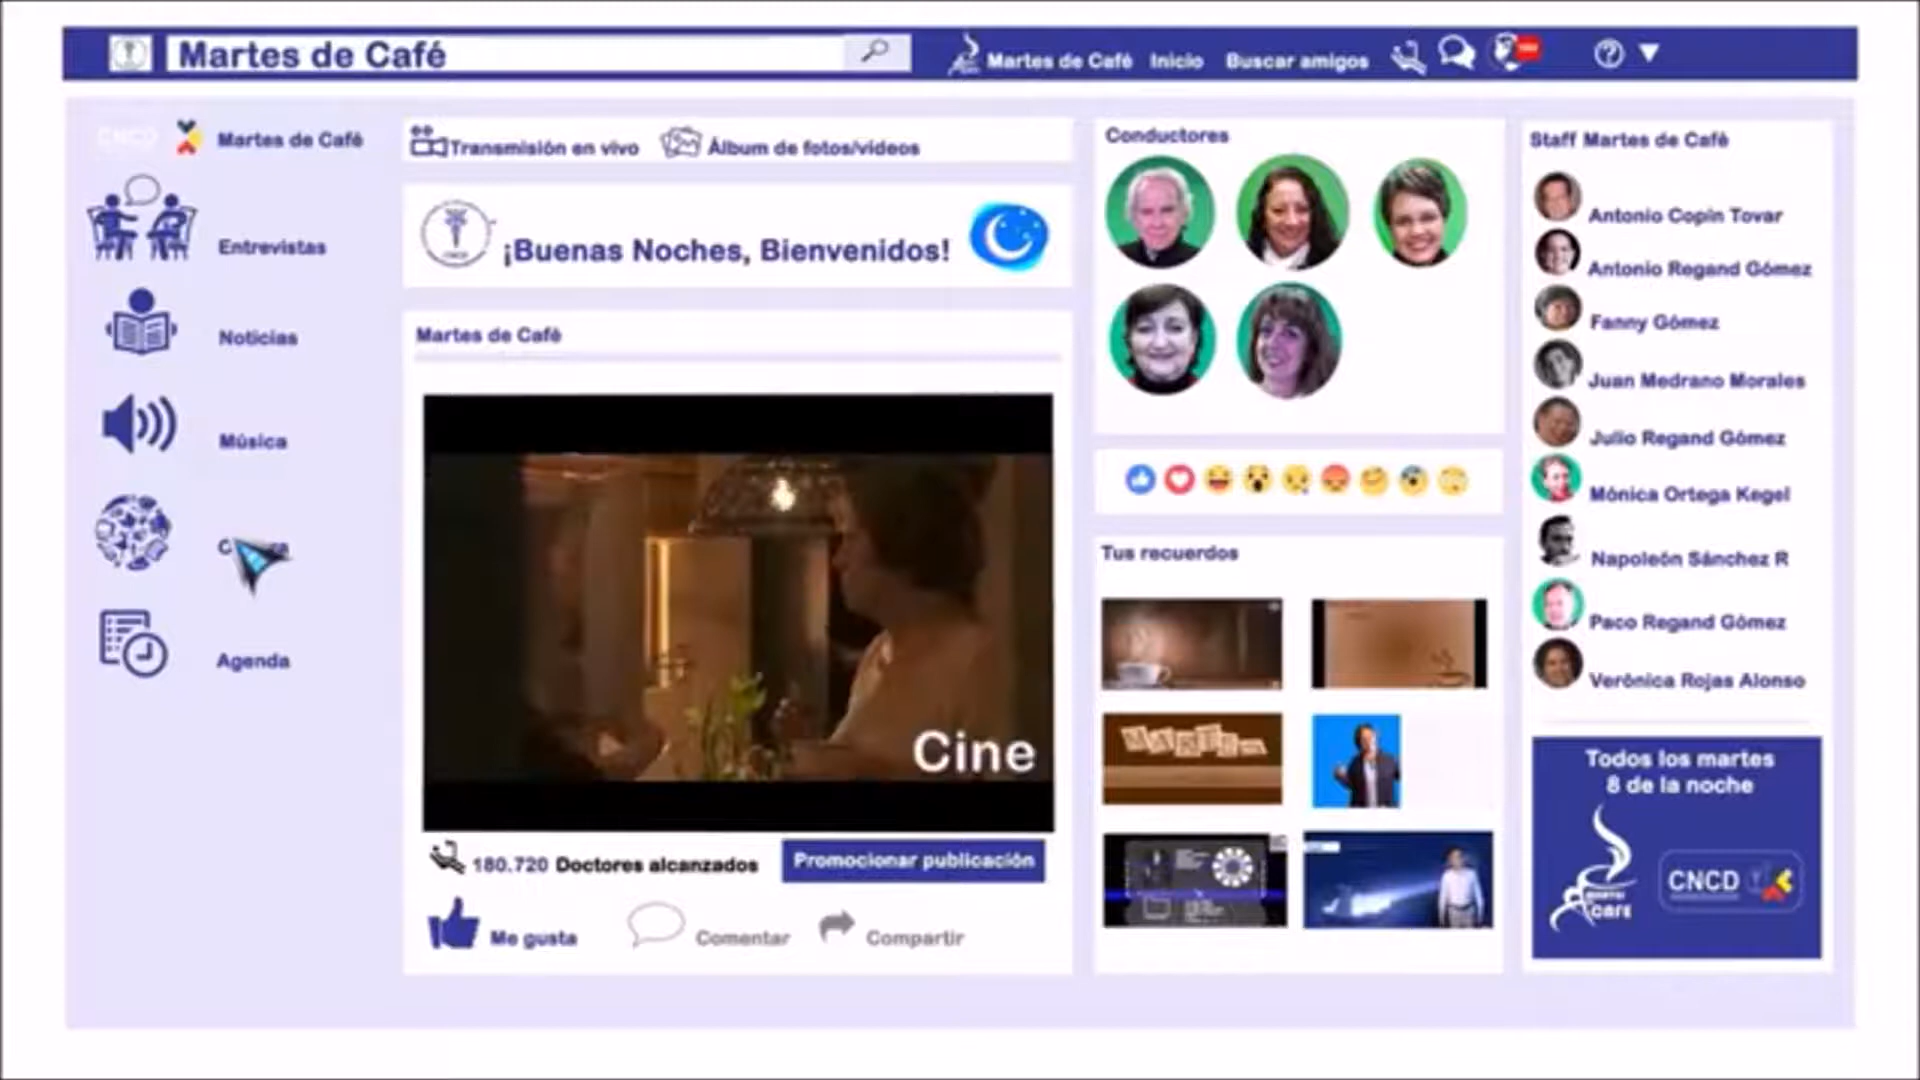 Martes de Café
Martes de Café
Inicio
Buscar amigos
CNCD
Martes de Café
Entrevistas
Noticias
Música
Agenda
Transmisión en vivo
Álbum de fotos/videos
¡Buenas Noches, Bienvenidos!
Martes de Café
Cine
180.720 Doctores alcanzados
Promocionar publicación
Me gusta
Comentar
Compartir
Conductores
Tus recuerdos
Staff Martes de Café
Antonio Copin Tovar
Antonio Regand Gómez
Fanny Gómez
Juan Medrano Morales
Julio Regand Gómez
Mónica Ortega Kegel
Napoleón Sánchez R
Paco Regand Gómez
Verónica Rojas Alonso
Todos los martes
8 de la noche
CAFE
CNCD